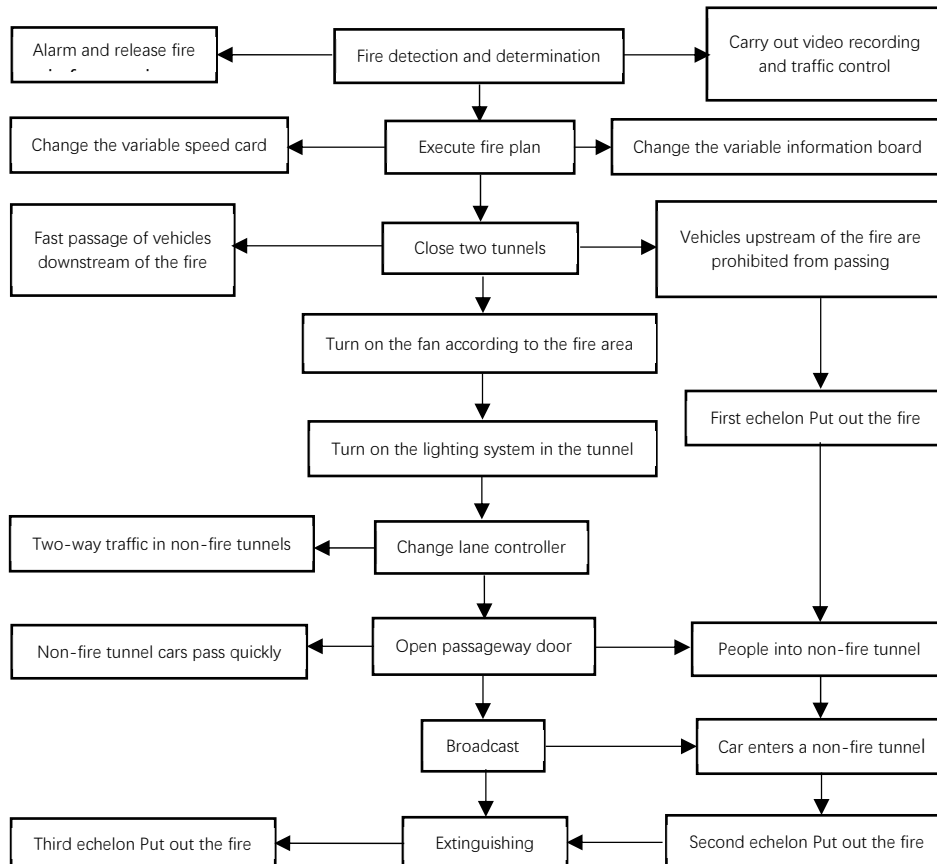 Alarm and release fire
Fire detection and determination
Carry out video recording
and traffic control
Change the variable speed card
Execute fire plan
Change the variable information board
Fast passage of vehicles
downstream of the fire
Close two tunnels
Vehicles upstream of the fire are
prohibited from passing
Turn on the fan according to the fire area
First echelon Put out the fire
Turn on the lighting system in the tunnel
Two-way traffic in non-fire tunnels
Change lane controller
Non-fire tunnel cars pass quickly
Open passageway door
People into non-fire tunnel
Broadcast
Car enters a non-fire tunnel
Third echelon Put out the fire
Extinguishing
Second echelon Put out the fire